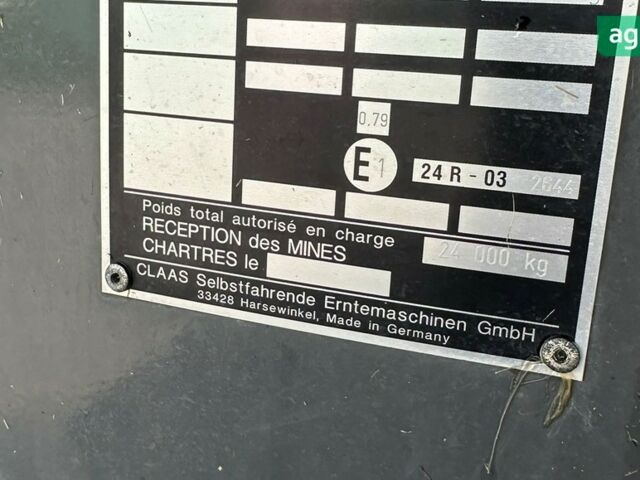 ag
0,79
E1
24 R - 03 2644
Poids total autorisé en charge 24 000 kg
RECEPTION des MINES
CHARTRES le
CLAAS Selbstfahrende Erntemaschinen GmbH
33428 Harsewinkel, Made in Germany